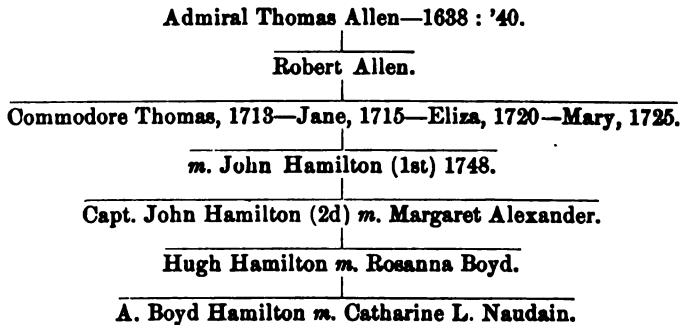 Admiral Thomas Allen—1638 : '40.
Robert Allen.
Commodore Thomas, 1713—Jane, 1715—Eliza, 1720—Mary, 1725.
m. John Hamilton (1st) 1748.
Capt. John Hamilton (2d) m. Margaret Alexander.
Hugh Hamilton m. Rosanna Boyd.
A. Boyd Hamilton m. Catharine L. Naudain.